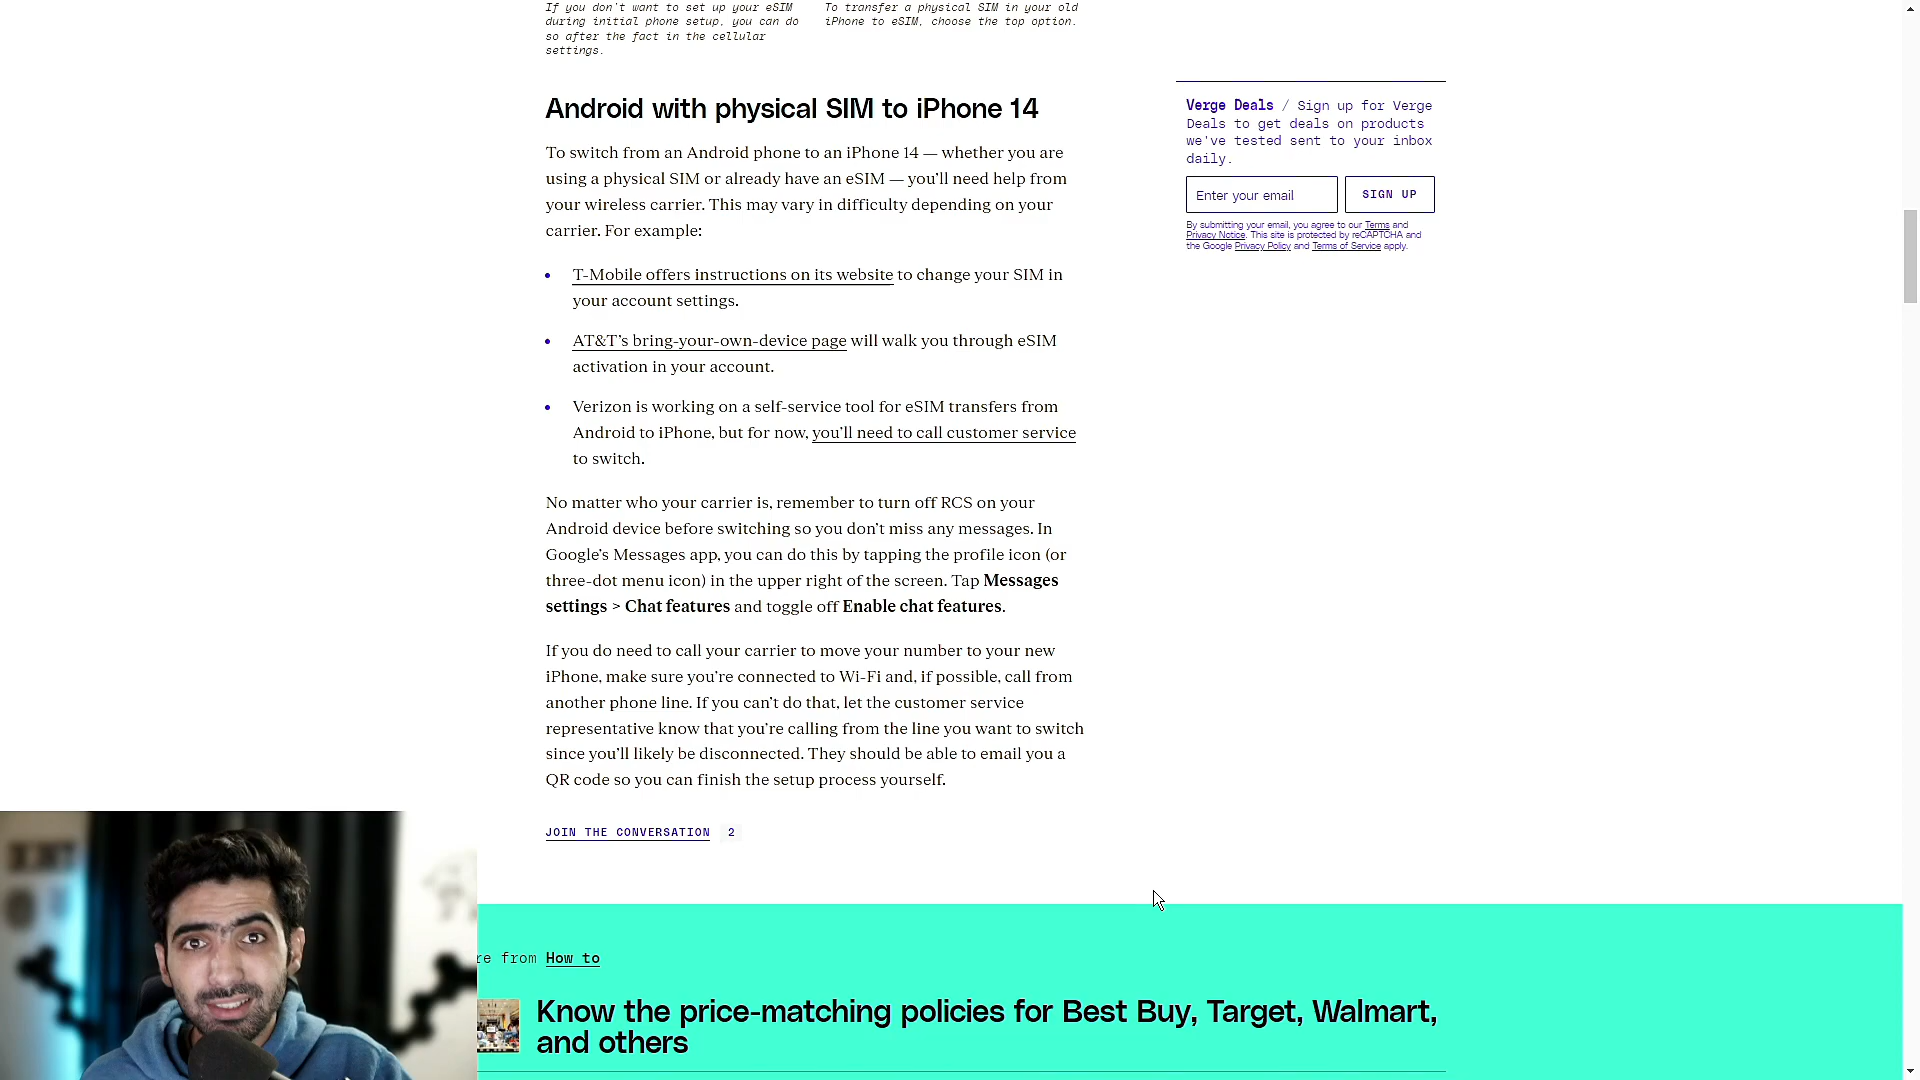 If you don't want to set up your eSIM
during initial phone setup, you can do
so after the fact in the cellular
settings.
To transfer a physical SIM in your old
iPhone to eSIM, choose the top option.
Android with physical SIM to iPhone 14
To switch from an Android phone to an iPhone 14 — whether you are
using a physical SIM or already have an eSIM — you’ll need help from
your wireless carrier. This may vary in difficulty depending on your
carrier. For example:
T-Mobile offers instructions on its website to change your SIM in
your account settings.
AT&T’s bring-your-own-device page will walk you through eSIM
activation in your account.
Verizon is working on a self-service tool for eSIM transfers from
Android to iPhone, but for now, you’ll need to call customer service
to switch.
No matter who your carrier is, remember to turn off RCS on your
Android device before switching so you don’t miss any messages. In
Google’s Messages app, you can do this by tapping the profile icon (or
three-dot menu icon) in the upper right of the screen. Tap Messages
settings > Chat features and toggle off Enable chat features.
If you do need to call your carrier to move your number to your new
iPhone, make sure you’re connected to Wi-Fi and, if possible, call from
another phone line. If you can’t do that, let the customer service
representative know that you’re calling from the line you want to switch
since you’ll likely be disconnected. They should be able to email you a
QR code so you can finish the setup process yourself.
JOIN THE CONVERSATION 2
Verge Deals / Sign up for Verge
Deals to get deals on products
we've tested sent to your inbox
daily.
Enter your email
SIGN UP
By submitting your email, you agree to our Terms and
Privacy Notice. This site is protected by reCAPTCHA and
the Google Privacy Policy and Terms of Service apply.
re from How to
Know the price-matching policies for Best Buy, Target, Walmart,
and others